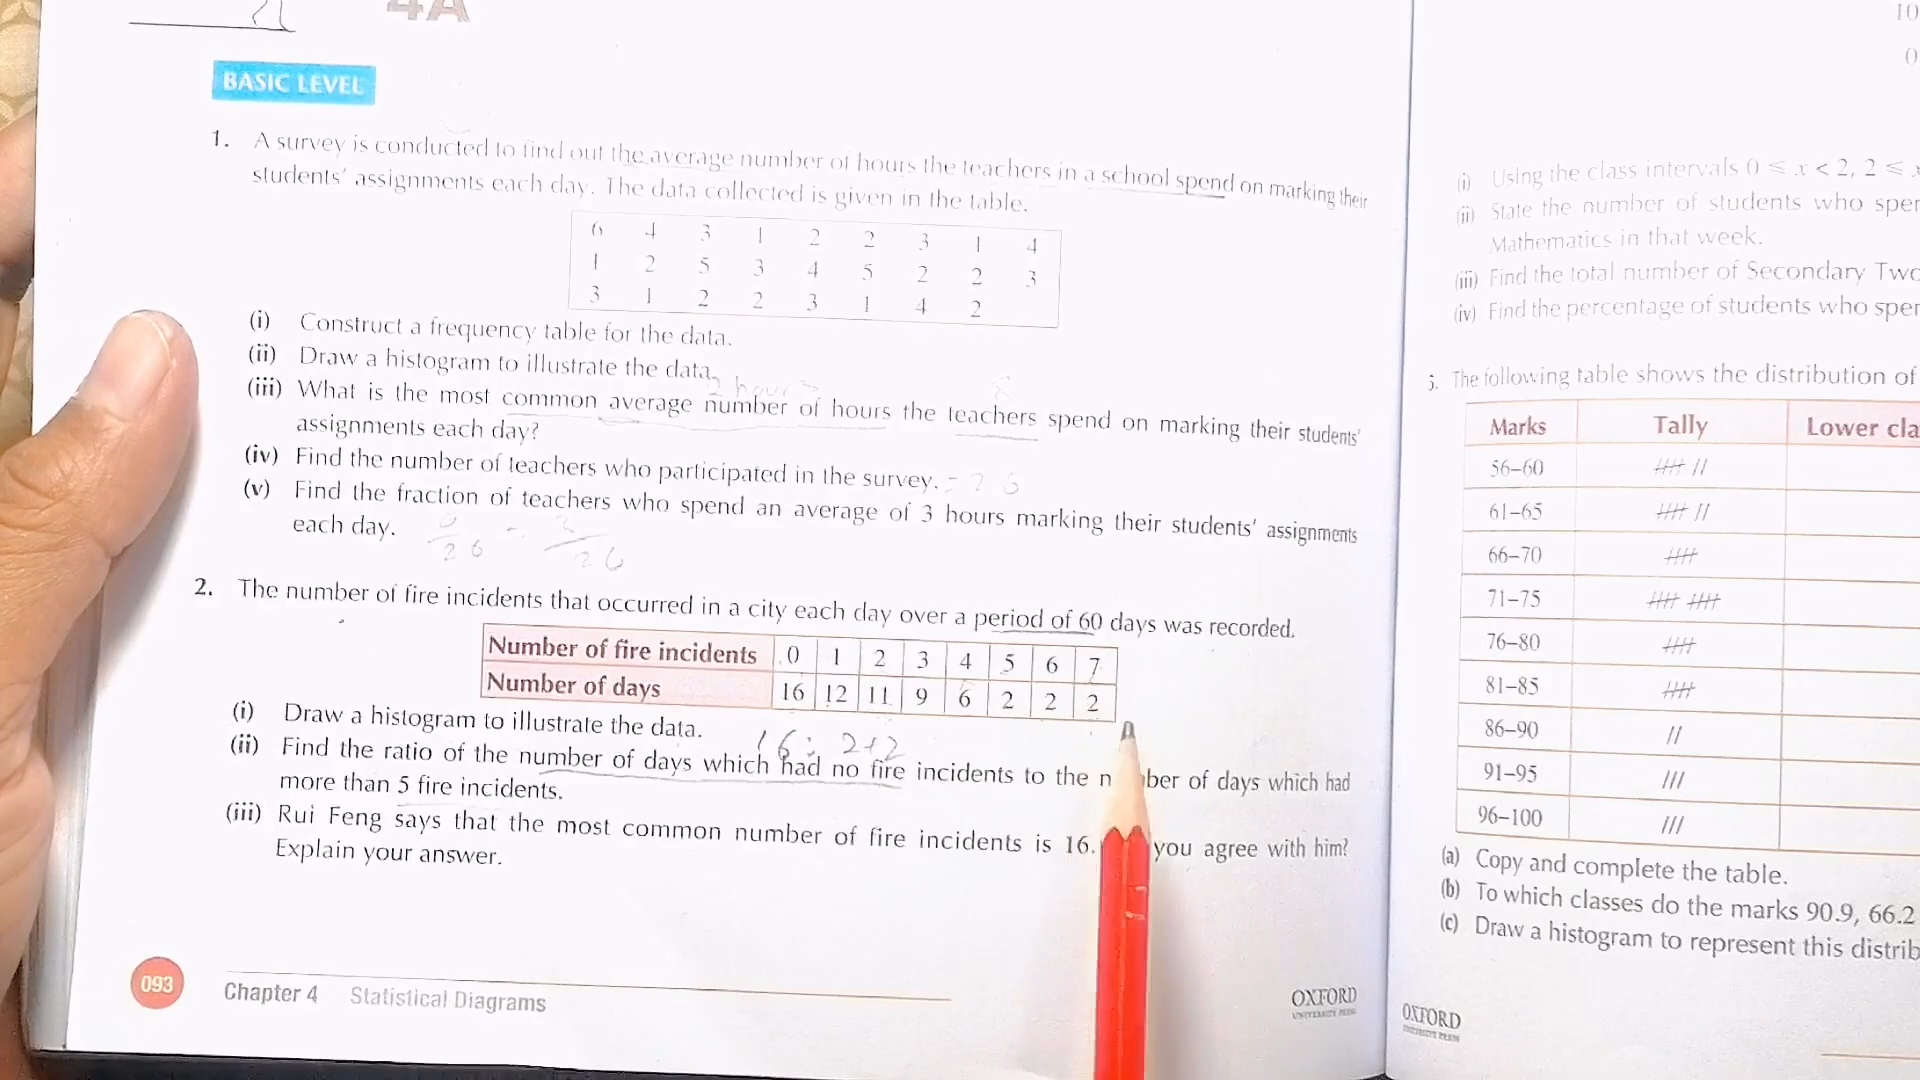 4A
BASIC LEVEL
1. A survey is conducted to find out the average number of hours the teachers in a school spend on marking their
students' assignments each day. The data collected is given in the table.
6 4 3 1 2 2 3 1 4
1 2 5 3 4 5 2 2 3
3 1 2 2 3 1 4 2
(i) Construct a frequency table for the data.
(ii) Draw a histogram to illustrate the data.
2 hours 8
(iii) What is the most common average number of hours the teachers spend on marking their students'
assignments each day?
(iv) Find the number of teachers who participated in the survey. = 26
(v) Find the fraction of teachers who spend an average of 3 hours marking their students' assignments
each day.
2. The number of fire incidents that occurred in a city each day over a period of 60 days was recorded.
Number of fire incidents 0 1 2 3 4 5 6 7
Number of days 16 12 11 9 6 2 2 2
(i) Draw a histogram to illustrate the data.
16 : 2+2
(ii) Find the ratio of the number of days which had no fire incidents to the n ber of days which had
more than 5 fire incidents.
(iii) Rui Feng says that the most common number of fire incidents is 16. you agree with him?
Explain your answer.
093 Chapter 4 Statistical Diagrams
OXFORD
UNIVERSITY PRESS
10
0
(i) Using the class intervals 0 ⩽ x < 2, 2 ⩽ x
(ii) State the number of students who spen
Mathematics in that week.
(iii) Find the total number of Secondary Two
(iv) Find the percentage of students who spen
The following table shows the distribution of
Marks Tally Lower cla
56–60 //// //
61–65 //// //
66–70 ////
71–75 //// ////
76–80 ////
81–85 ////
86–90 //
91–95 ///
96–100 ///
(a) Copy and complete the table.
(b) To which classes do the marks 90.9, 66.2
(c) Draw a histogram to represent this distrib
OXFORD
UNIVERSITY PRESS